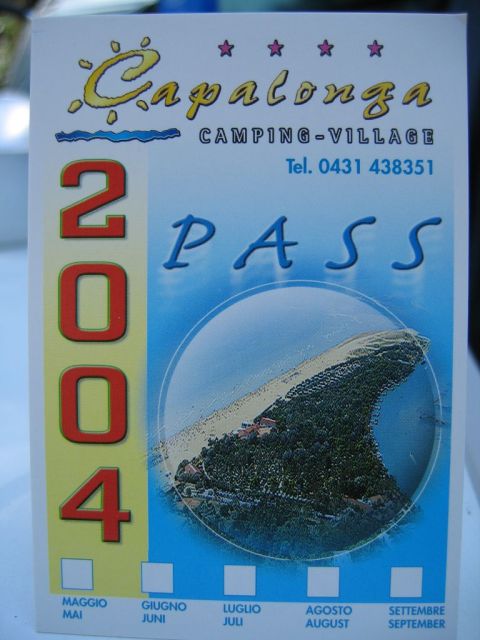 Capalonga
CAMPING-VILLAGE
Tel. 0431 438351
2004
PASS
MAGGIO
MAI
GIUGNO
JUNI
LUGLIO
JULI
AGOSTO
AUGUST
SETTEMBRE
SEPTEMBER